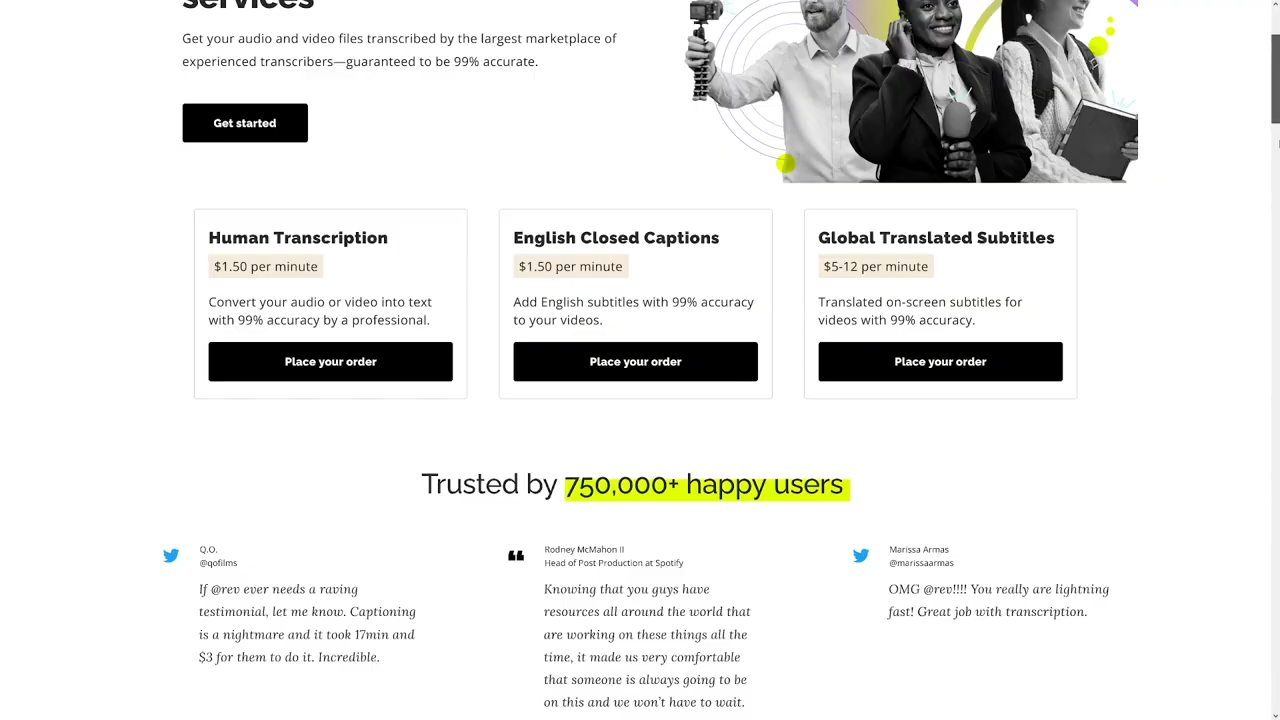 services
Get your audio and video files transcribed by the largest marketplace of
experienced transcribers—guaranteed to be 99% accurate.
Get started
Human Transcription
$1.50 per minute
Convert your audio or video into text
with 99% accuracy by a professional.
Place your order
English Closed Captions
$1.50 per minute
Add English subtitles with 99% accuracy
to your videos.
Place your order
Global Translated Subtitles
$5-12 per minute
Translated on-screen subtitles for
videos with 99% accuracy.
Place your order
Trusted by 750,000+ happy users
Q.O.
@qofilms
If @rev ever needs a raving
testimonial, let me know. Captioning
is a nightmare and it took 17min and
$3 for them to do it. Incredible.
Rodney McMahon II
Head of Post Production at Spotify
Knowing that you guys have
resources all around the world that
are working on these things all the
time, it made us very comfortable
that someone is always going to be
on this and we won't have to wait.
Marissa Armas
@marissaarmas
OMG @rev!!!! You really are lightning
fast! Great job with transcription.